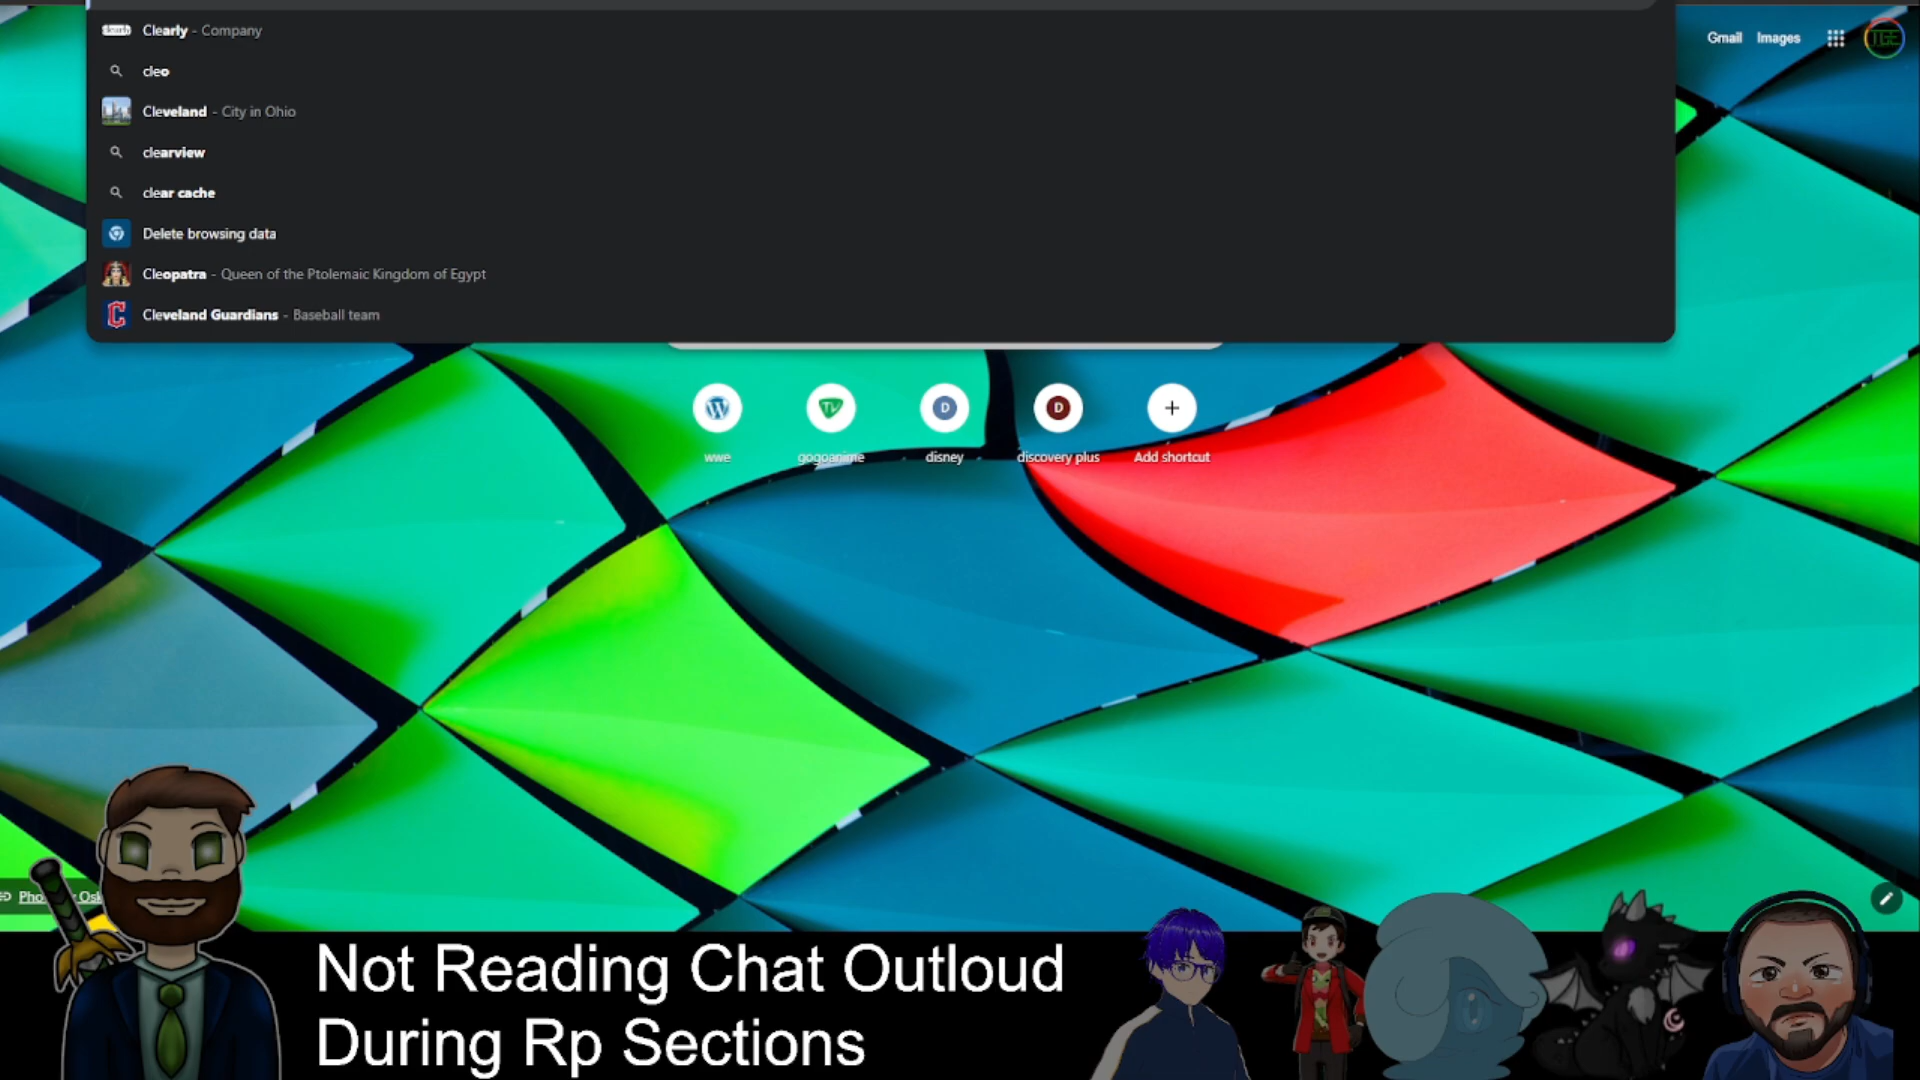 Clearly - Company
Gmail Images
cleo
Cleveland - City in Ohio
clearview
clear cache
Delete browsing data
Cleopatra - Queen of the Ptolemaic Kingdom of Egypt
C Cleveland Guardians - Baseball team
W TV D D +
wwe gogoanime disney discovery plus Add shortcut
Not Reading Chat Outloud
During Rp Sections